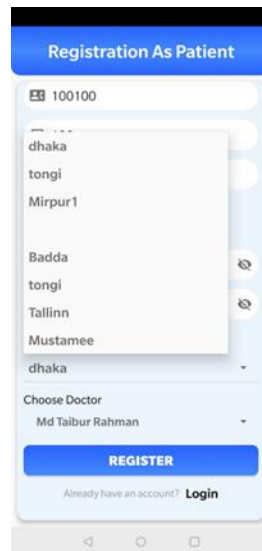 Registration As Patient
100100
dhaka
tongi
Mirpur1
Badda
tongi
Tallinn
Mustamee
dhaka
Choose Doctor
Md Taibur Rahman
REGISTER
Already have an account? Login